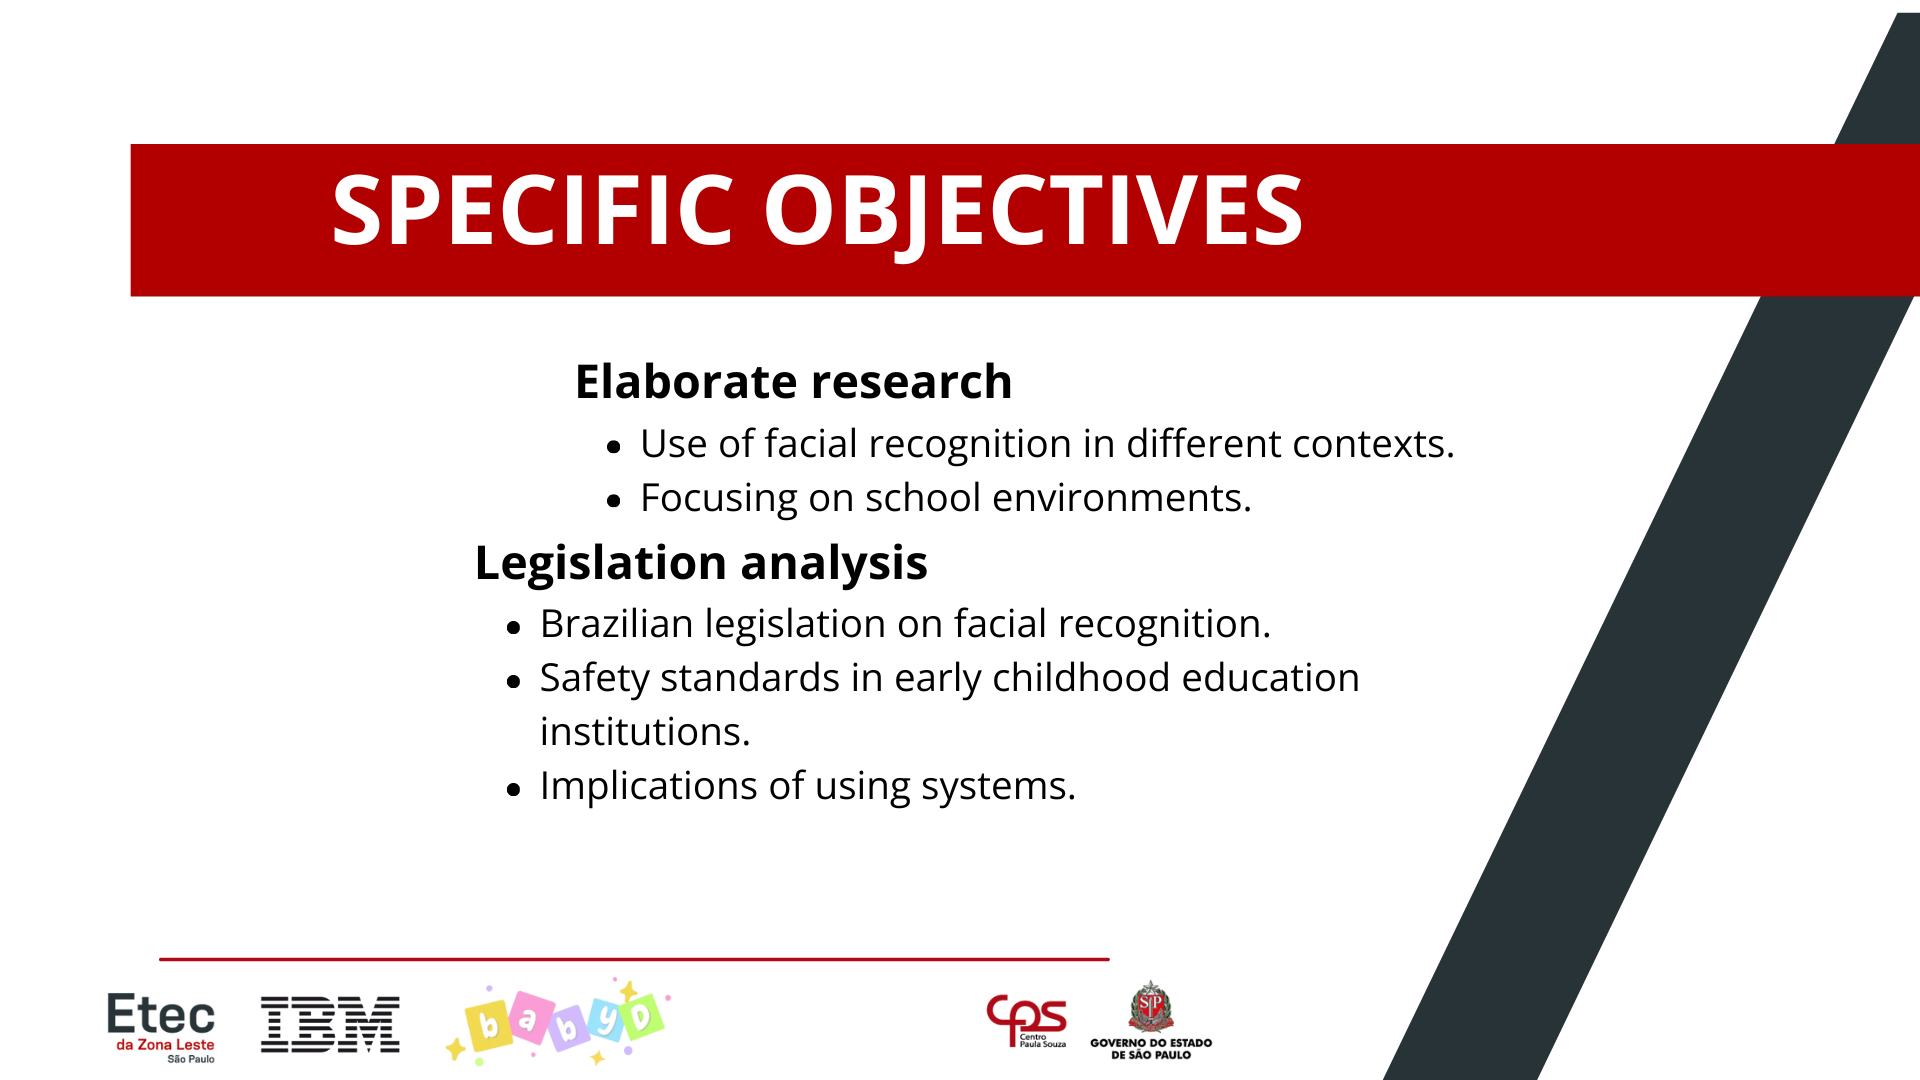 SPECIFIC OBJECTIVES
Elaborate research
Use of facial recognition in different contexts.
Focusing on school environments.
Legislation analysis
Brazilian legislation on facial recognition.
Safety standards in early childhood education
institutions.
Implications of using systems.
Etec
da Zona Leste
São Paulo
IBM
babyD
cps
Centro
Paula Souza
SP
GOVERNO DO ESTADO
DE SÃO PAULO